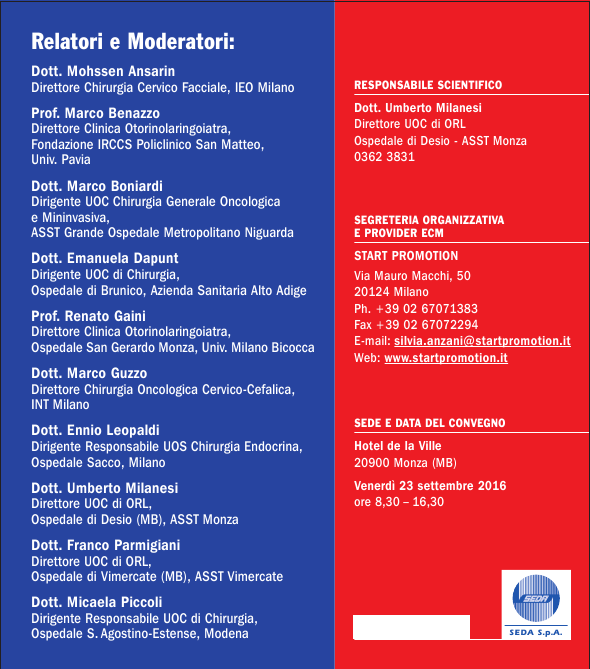 Relatori e Moderatori:
Dott. Mohssen Ansarin
Direttore Chirurgia Cervico Facciale, IEO Milano
Prof. Marco Benazzo
Direttore Clinica Otorinolaringoiatra,
Fondazione IRCCS Policlinico San Matteo,
Univ. Pavia
Dott. Marco Boniardi
Dirigente UOC Chirurgia Generale Oncologica
e Mininvasiva,
ASST Grande Ospedale Metropolitano Niguarda
Dott. Emanuela Dapunt
Dirigente UOC di Chirurgia,
Ospedale di Brunico, Azienda Sanitaria Alto Adige
Prof. Renato Gaini
Direttore Clinica Otorinolaringoiatra,
Ospedale San Gerardo Monza, Univ. Milano Bicocca
Dott. Marco Guzzo
Direttore Chirurgia Oncologica Cervico-Cefalica,
INT Milano
Dott. Ennio Leopaldi
Dirigente Responsabile UOS Chirurgia Endocrina,
Ospedale Sacco, Milano
Dott. Umberto Milanesi
Direttore UOC di ORL,
Ospedale di Desio (MB), ASST Monza
Dott. Franco Parmigiani
Direttore UOC di ORL,
Ospedale di Vimercate (MB), ASST Vimercate
Dott. Micaela Piccoli
Dirigente Responsabile UOC di Chirurgia,
Ospedale S. Agostino-Estense, Modena
RESPONSABILE SCIENTIFICO
Dott. Umberto Milanesi
Direttore UOC di ORL
Ospedale di Desio - ASST Monza
0362 3831
SEGRETERIA ORGANIZZATIVA
E PROVIDER ECM
START PROMOTION
Via Mauro Macchi, 50
20124 Milano
Ph. +39 02 67071383
Fax +39 02 67072294
E-mail: silvia.anzani@startpromotion.it
Web: www.startpromotion.it
SEDE E DATA DEL CONVEGNO
Hotel de la Ville
20900 Monza (MB)
Venerdì 23 settembre 2016
ore 8,30 – 16,30
SEDA
SEDA S.p.A.